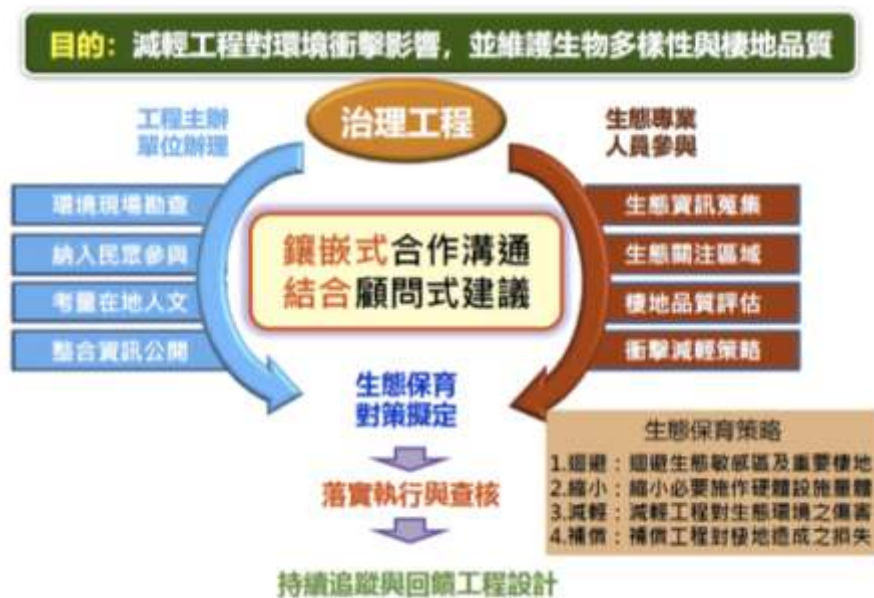 目的：減輕工程對環境衝擊影響，並維護生物多樣性與棲地品質
治理工程
工程主辦
單位辦理
環境現場勘查
納入民眾參與
考量在地人文
整合資訊公開
鑲嵌式合作溝通
結合顧問式建議
生態專業
人員參與
生態資訊蒐集
生態關注區域
棲地品質評估
衝擊減輕策略
生態保育
對策擬定
落實執行與查核
持續追蹤與回饋工程設計
生態保育策略
1.迴避：迴避生態敏感區及重要棲地
2.縮小：縮小必要施作硬體設施量體
3.減輕：減輕工程對生態環境之傷害
4.補償：補償工程對棲地造成之損失